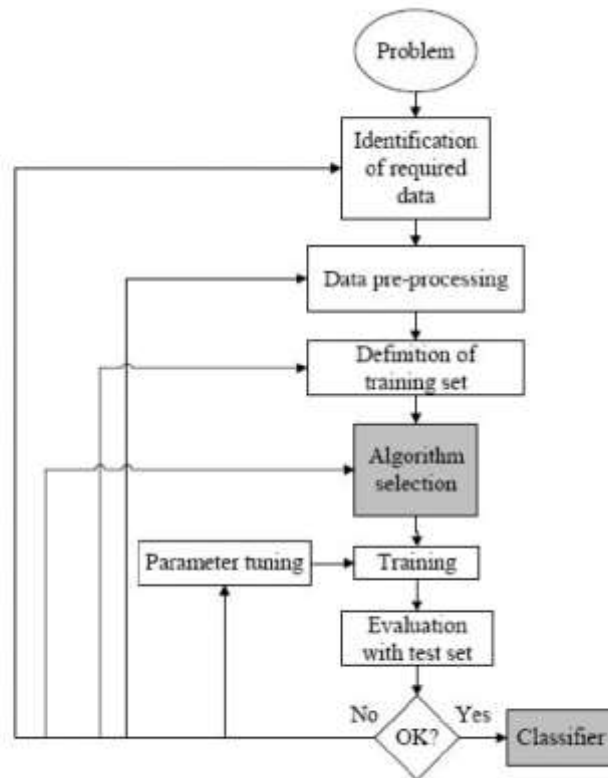 Problem
Identification
of required
data
Data pre-processing
Definition of
training set
Algorithm
selection
Parameter tuning
Training
Evaluation
with test set
No
Yes
OK?
Classifier